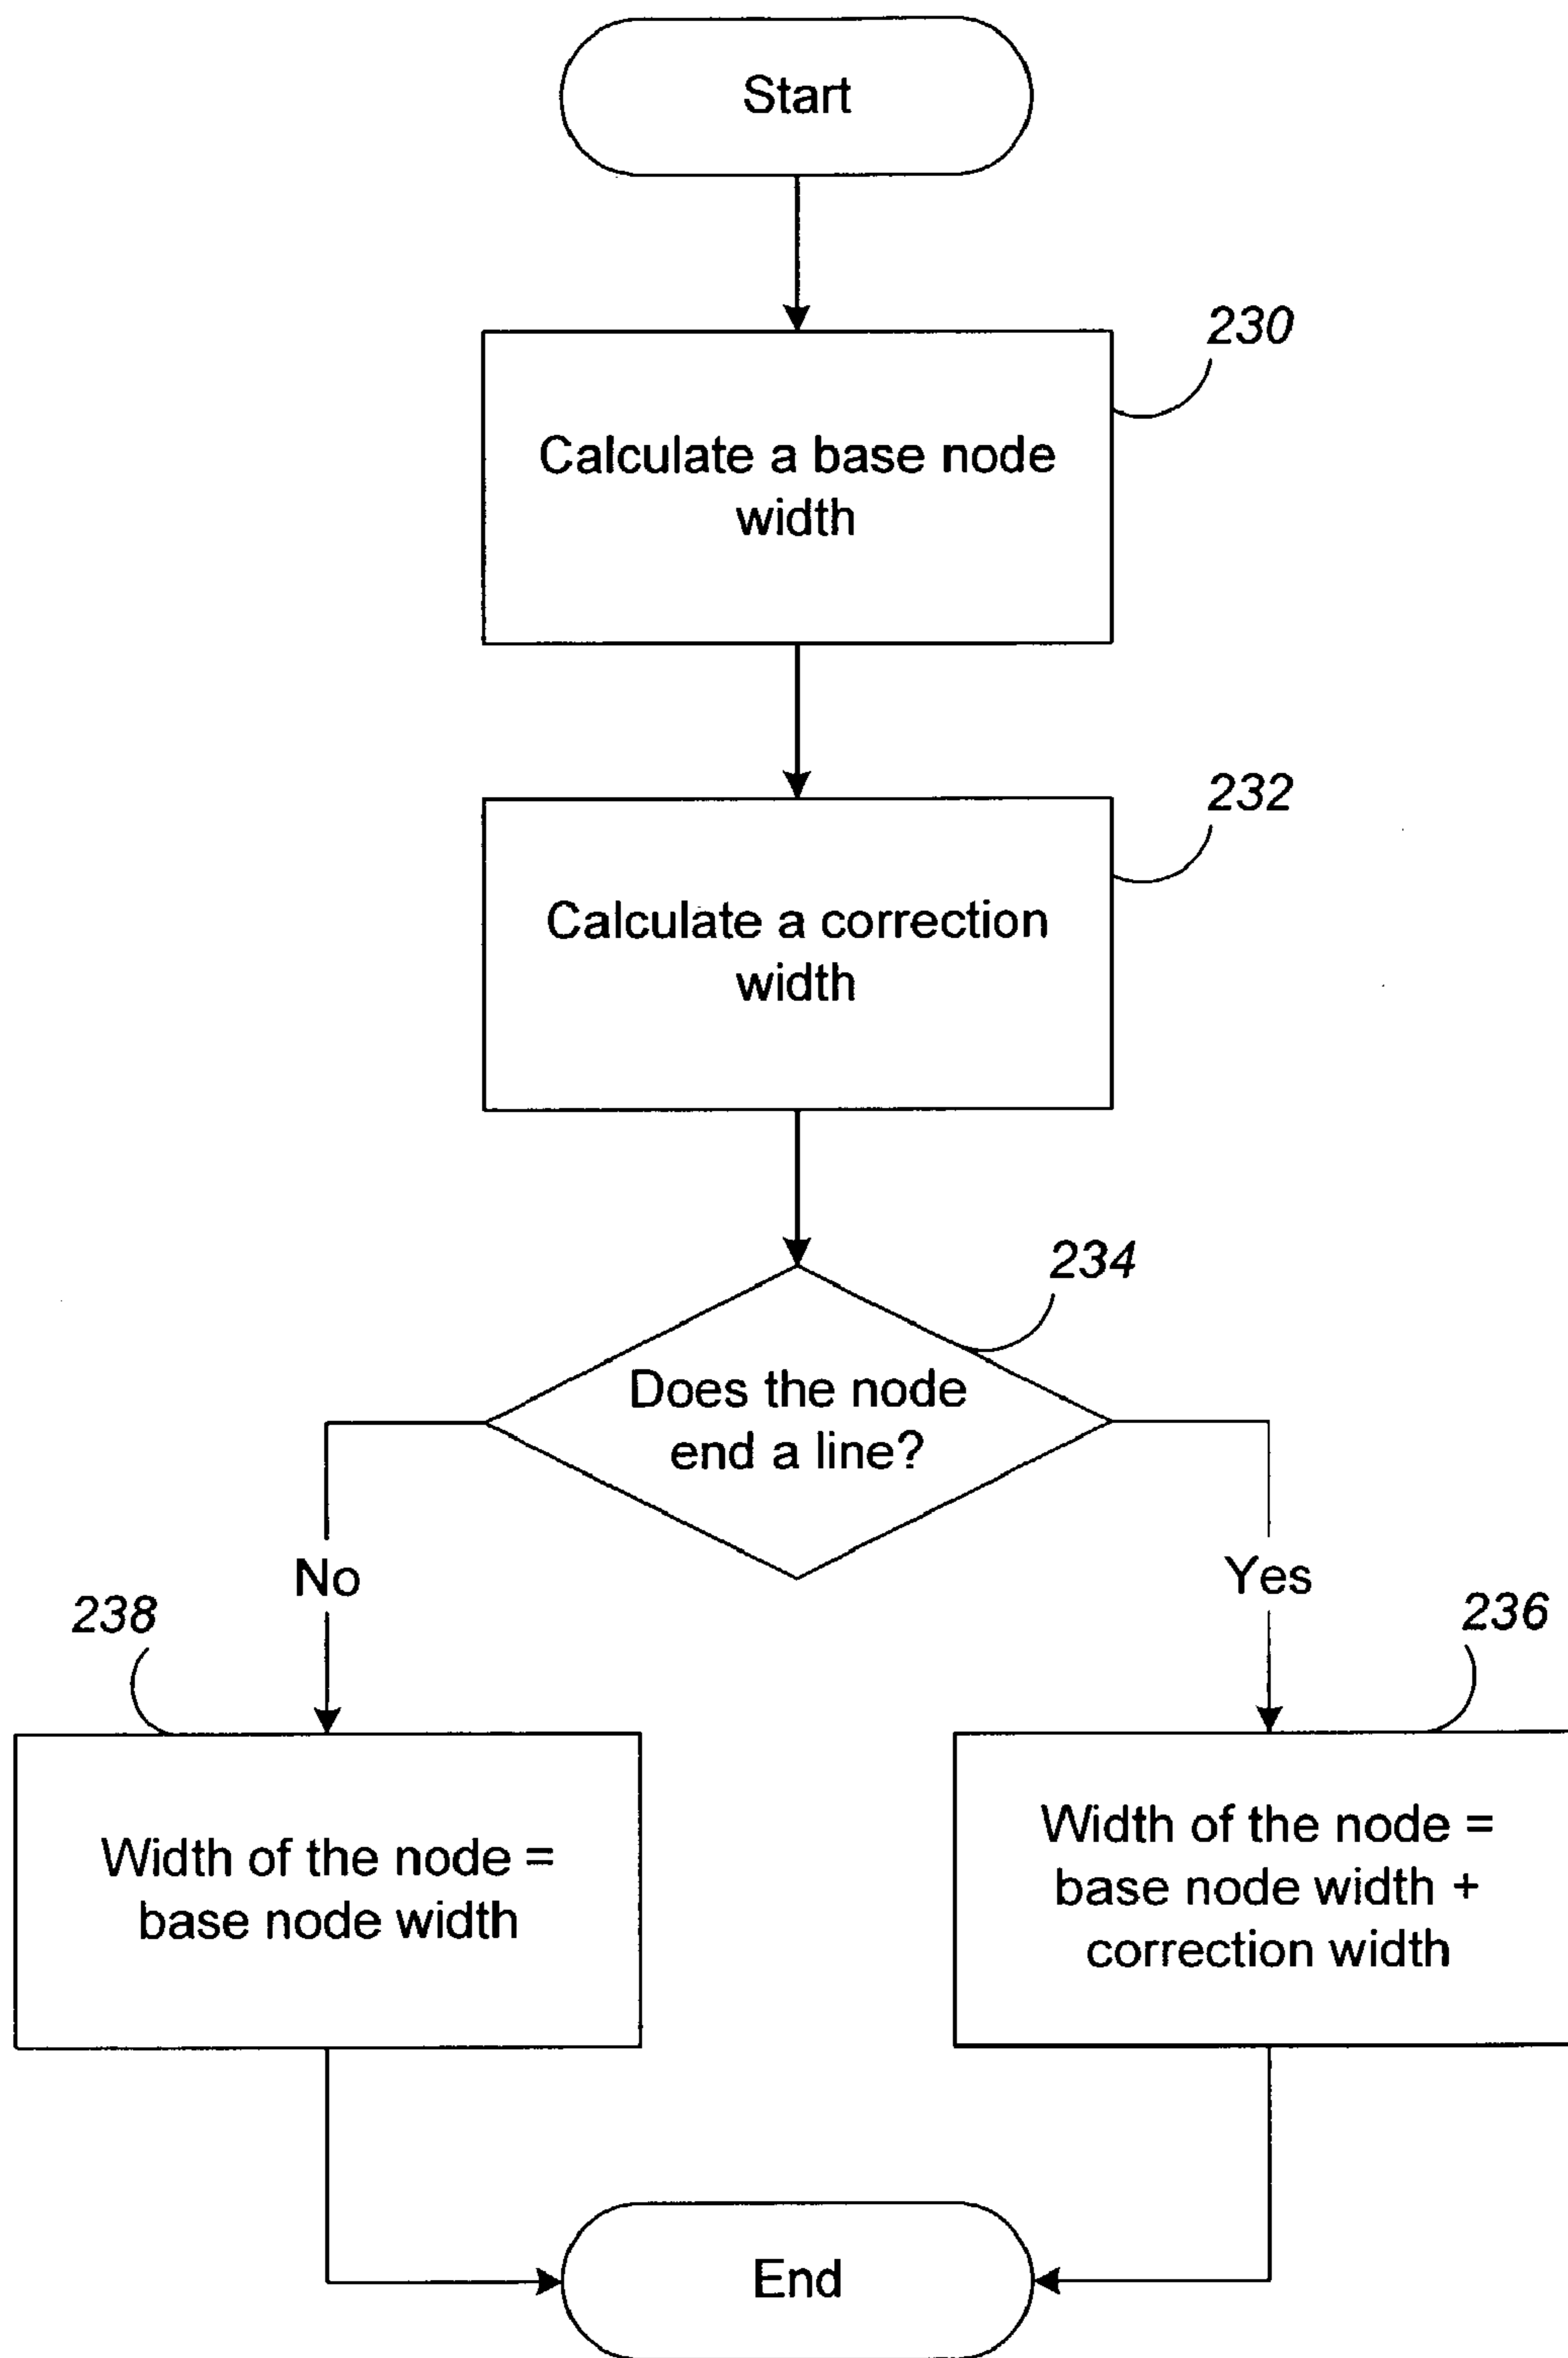 Start
230
Calculate a base node
width
232
Calculate a correction
width
234
Does the node
end a line?
No
Yes
238
236
Width of the node =
base node width
Width of the node =
base node width +
correction width
End